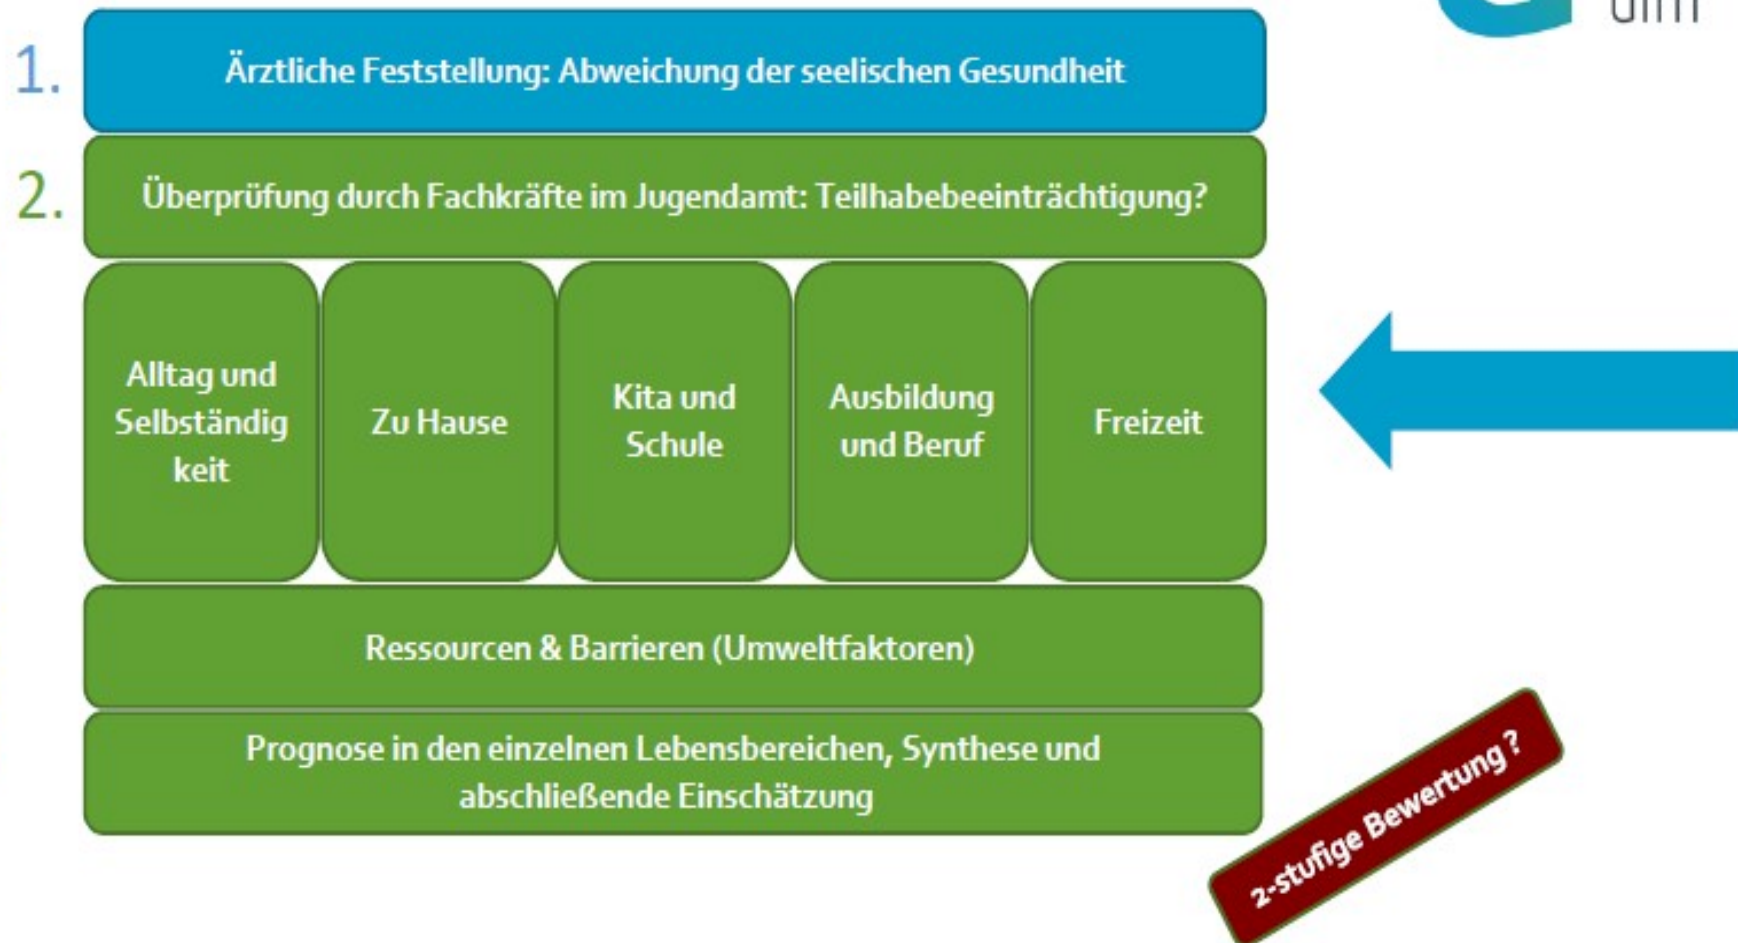 1.
Ärztliche Feststellung: Abweichung der seelischen Gesundheit
2.
Überprüfung durch Fachkräfte im Jugendamt: Teilhabebeeinträchtigung?
Alltag und
Selbständig
keit
Zu Hause
Kita und
Schule
Ausbildung
und Beruf
Freizeit
Ressourcen & Barrieren (Umweltfaktoren)
Prognose in den einzelnen Lebensbereichen, Synthese und
abschließende Einschätzung
2-stufige Bewertung ?